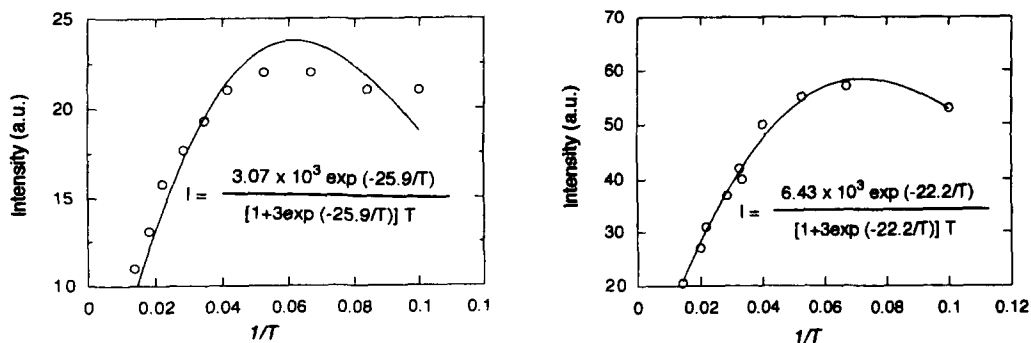 25
20
15
10
Intensity (a.u.)
I = 3.07 x 10³ exp (-25.9/T)
[1+3exp (-25.9/T)] T
0 0.02 0.04 0.06 0.08 0.1 0.1
1/T
70
60
50
40
30
20
Intensity (a.u.)
I = 6.43 x 10³ exp (-22.2/T)
[1+3exp (-22.2/T)] T
0 0.02 0.04 0.06 0.08 0.1 0.12
1/T